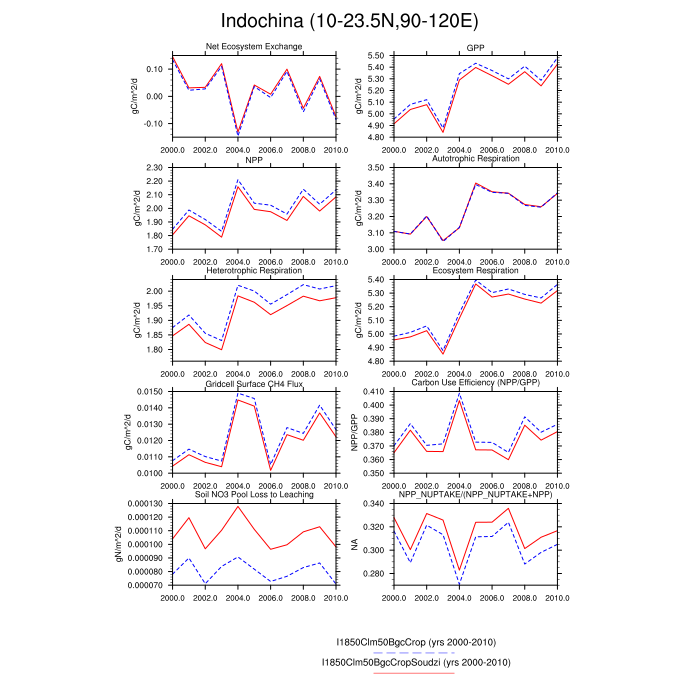 Indochina (10-23.5N,90-120E)
Net Ecosystem Exchange
gC/m^2/d
0.10
0.00
-0.10
2000.0 2002.0 2004.0 2006.0 2008.0 2010.0
GPP
gC/m^2/d
5.50
5.40
5.30
5.20
5.10
5.00
4.90
4.80
2000.0 2002.0 2004.0 2006.0 2008.0 2010.0
NPP
gC/m^2/d
2.30
2.20
2.10
2.00
1.90
1.80
1.70
2000.0 2002.0 2004.0 2006.0 2008.0 2010.0
Autotrophic Respiration
gC/m^2/d
3.50
3.40
3.30
3.20
3.10
3.00
2000.0 2002.0 2004.0 2006.0 2008.0 2010.0
Heterotrophic Respiration
gC/m^2/d
2.00
1.95
1.90
1.85
1.80
2000.0 2002.0 2004.0 2006.0 2008.0 2010.0
Ecosystem Respiration
gC/m^2/d
5.40
5.30
5.20
5.10
5.00
4.90
4.80
2000.0 2002.0 2004.0 2006.0 2008.0 2010.0
Gridcell Surface CH4 Flux
gC/m^2/d
0.0150
0.0140
0.0130
0.0120
0.0110
0.0100
2000.0 2002.0 2004.0 2006.0 2008.0 2010.0
Carbon Use Efficiency (NPP/GPP)
NPP/GPP
0.410
0.400
0.390
0.380
0.370
0.360
0.350
2000.0 2002.0 2004.0 2006.0 2008.0 2010.0
Soil NO3 Pool Loss to Leaching
gN/m^2/d
0.000130
0.000120
0.000110
0.000100
0.000090
0.000080
0.000070
2000.0 2002.0 2004.0 2006.0 2008.0 2010.0
NPP_NUPTAKE/(NPP_NUPTAKE+NPP)
NA
0.340
0.320
0.300
0.280
2000.0 2002.0 2004.0 2006.0 2008.0 2010.0
I1850Clm50BgcCrop (yrs 2000-2010)
I1850Clm50BgcCropSoudzi (yrs 2000-2010)